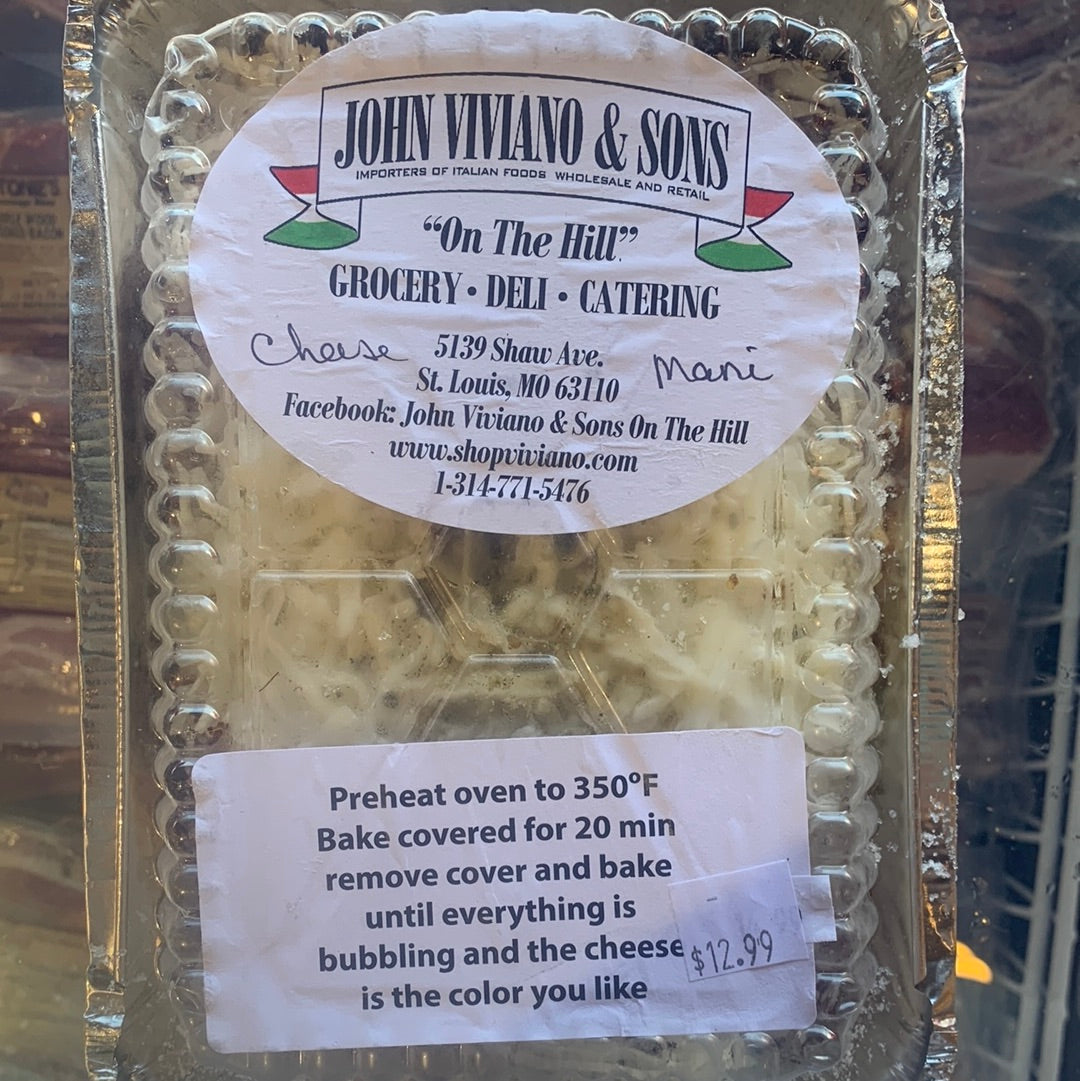 JOHN VIVIANO & SONS
IMPORTERS OF ITALIAN FOODS WHOLESALE AND RETAIL
“On The Hill”
GROCERY • DELI • CATERING
Cheese
5139 Shaw Ave.
Mani
St. Louis, MO 63110
Facebook: John Viviano & Sons On The Hill
www.shopviviano.com
1-314-771-5476
Preheat oven to 350°F
Bake covered for 20 min
remove cover and bake
until everything is
bubbling and the cheese
is the color you like
$12.99